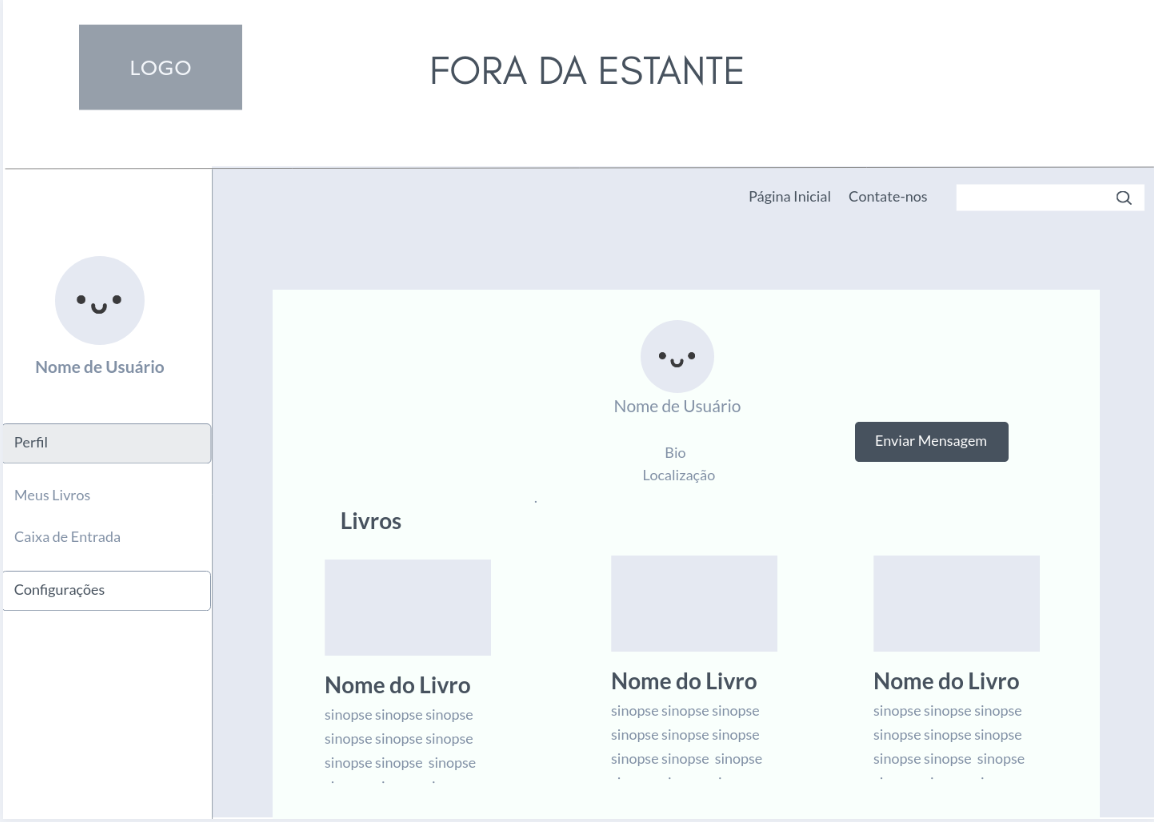 LOGO
FORA DA ESTANTE
Página Inicial
Contate-nos
Nome de Usuário
Perfil
Meus Livros
Caixa de Entrada
Configurações
Nome de Usuário
Bio
Localização
Enviar Mensagem
.
Livros
Nome do Livro
sinopse sinopse sinopse
sinopse sinopse sinopse
sinopse sinopse  sinopse
Nome do Livro
sinopse sinopse sinopse
sinopse sinopse sinopse
sinopse sinopse  sinopse
Nome do Livro
sinopse sinopse sinopse
sinopse sinopse sinopse
sinopse sinopse  sinopse